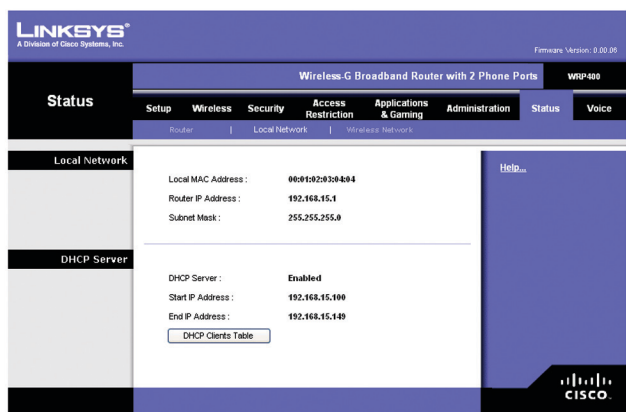 LINKSYS®
A Division of Cisco Systems, Inc.
Firmware Version: 0.00.06
Wireless-G Broadband Router with 2 Phone Ports WRP400
Status
Setup Wireless Security Access Restriction Applications & Gaming Administration Status Voice
Router | Local Network | Wireless Network
Local Network
Help...
Local MAC Address : 00:01:02:03:04:04
Router IP Address : 192.168.15.1
Subnet Mask : 255.255.255.0
DHCP Server
DHCP Server : Enabled
Start IP Address : 192.168.15.100
End IP Address : 192.168.15.149
DHCP Clients Table
CISCO.